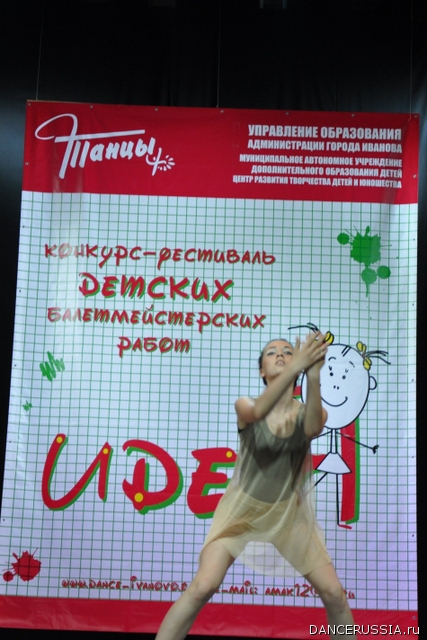 Танцы
УПРАВЛЕНИЕ ОБРАЗОВАНИЯ
АДМИНИСТРАЦИИ ГОРОДА ИВАНОВА
МУНИЦИПАЛЬНОЕ АВТОНОМНОЕ УЧРЕЖДЕНИЕ
ДОПОЛНИТЕЛЬНОГО ОБРАЗОВАНИЯ ДЕТЕЙ
ЦЕНТР РАЗВИТИЯ ТВОРЧЕСТВА ДЕТЕЙ И ЮНОШЕСТВА
КОНКУРС-ФЕСТИВАЛЬ
ДЕТСКИХ
БАЛЕТМЕЙСТЕРСКИХ
РАБОТ
ИДЕ Я
DANCERUSSIA.ru